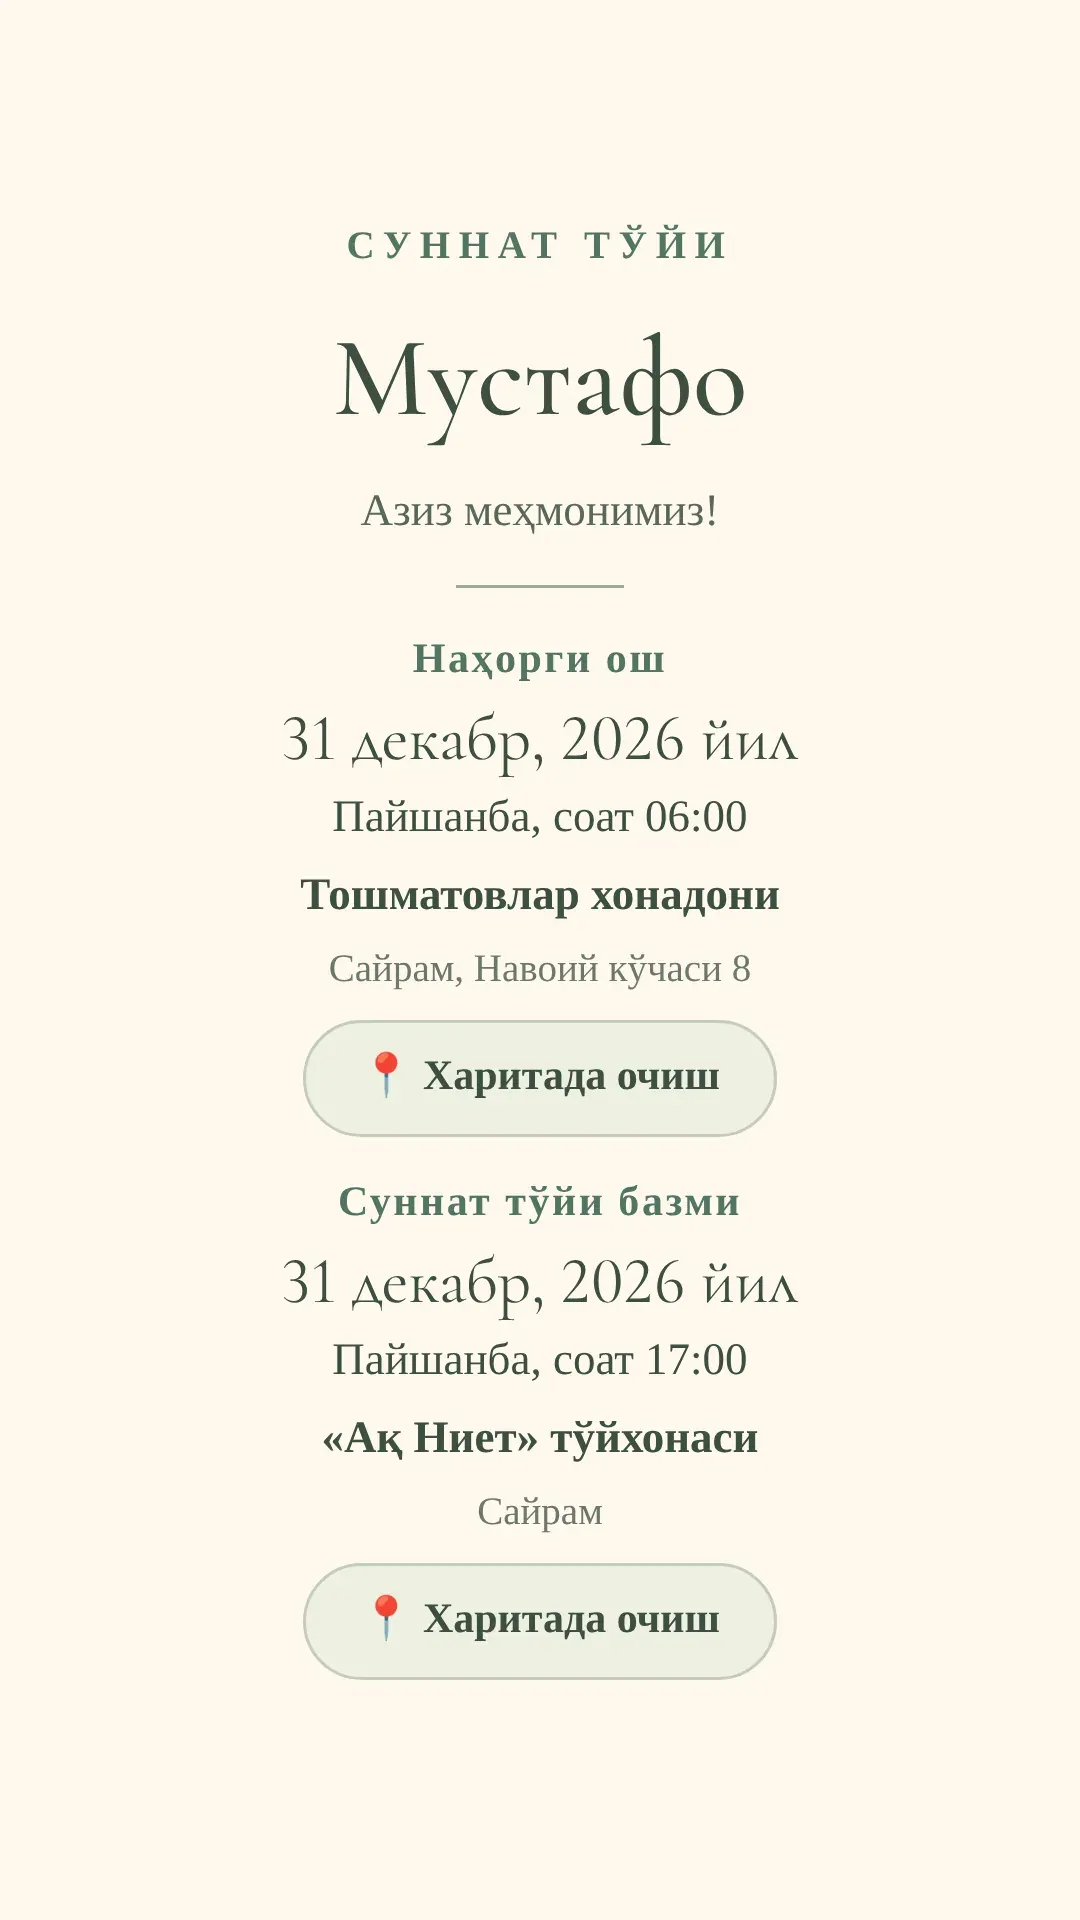 СУННАТ ТЎЙИ
Мустафо
Азиз меҳмонимиз!
Наҳорги ош
31 декабр, 2026 йил
Пайшанба, соат 06:00
Тошматовлар хонадони
Сайрам, Навоий кўчаси 8
📍 Харитада очиш
Суннат тўйи базми
31 декабр, 2026 йил
Пайшанба, соат 17:00
«Ақ Ниет» тўйхонаси
Сайрам
📍 Харитада очиш